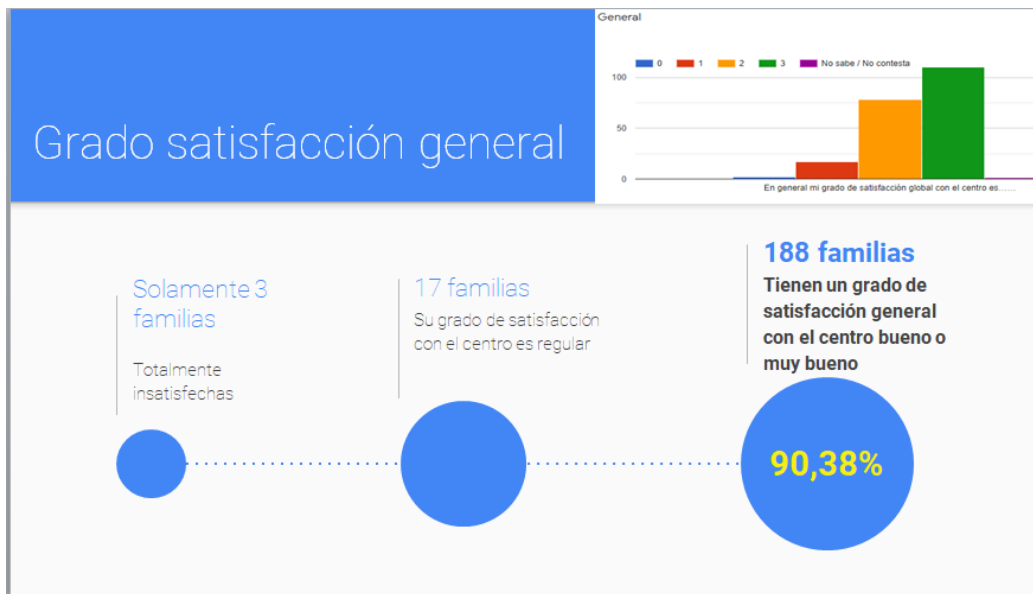 General
0 1 2 3 No sabe / No contesta
100
50
0
En general mi grado de satisfacción global con el centro es......
Grado satisfacción general
Solamente 3
familias
Totalmente
insatisfechas
17 familias
Su grado de satisfacción
con el centro es regular
188 familias
Tienen un grado de
satisfacción general
con el centro bueno o
muy bueno
90,38%